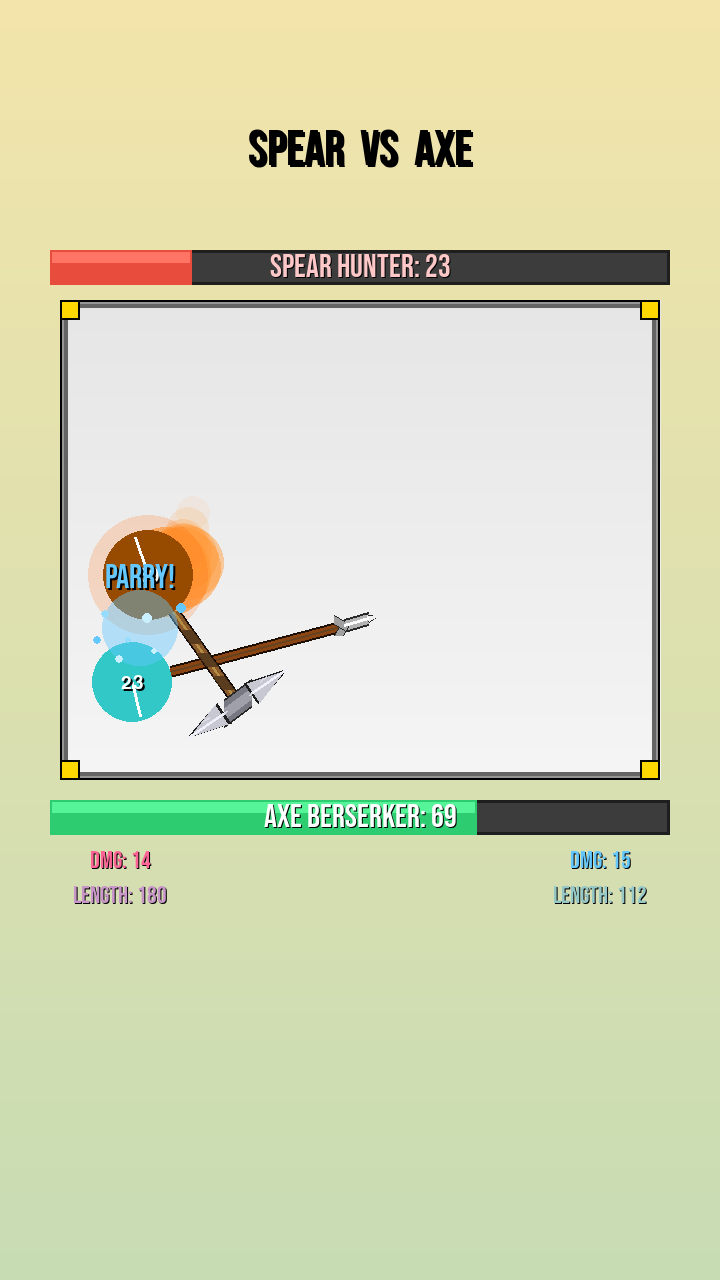 SPEAR VS AXE
SPEAR HUNTER: 23
PARRY!
23
AXE BERSERKER: 69
DMG: 14
DMG: 15
LENGTH: 180
LENGTH: 112